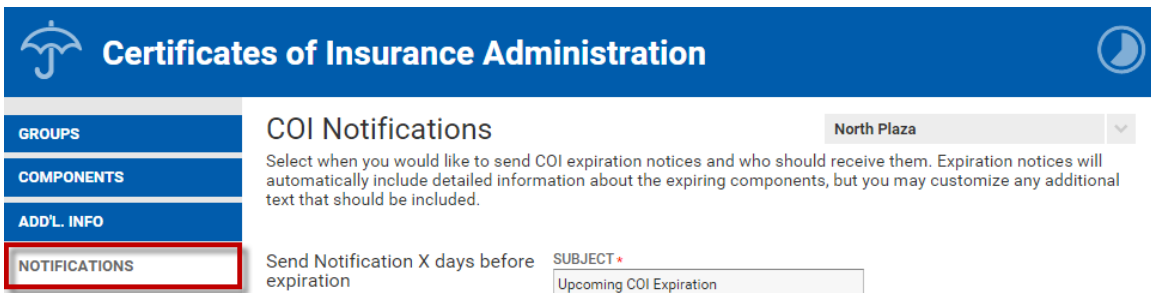 Certificates of Insurance Administration
GROUPS
COMPONENTS
ADD'L. INFO
NOTIFICATIONS
COI Notifications
North Plaza
Select when you would like to send COI expiration notices and who should receive them. Expiration notices will
automatically include detailed information about the expiring components, but you may customize any additional
text that should be included.
Send Notification X days before
expiration
SUBJECT *
Upcoming COI Expiration